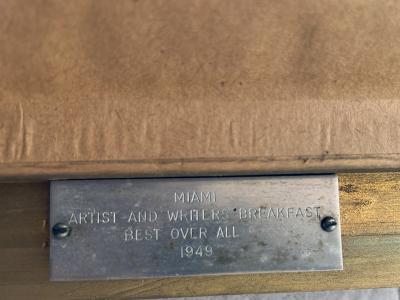 MIAMI
ARTIST AND WRITERS' BREAKFAST
BEST OVER ALL
1949